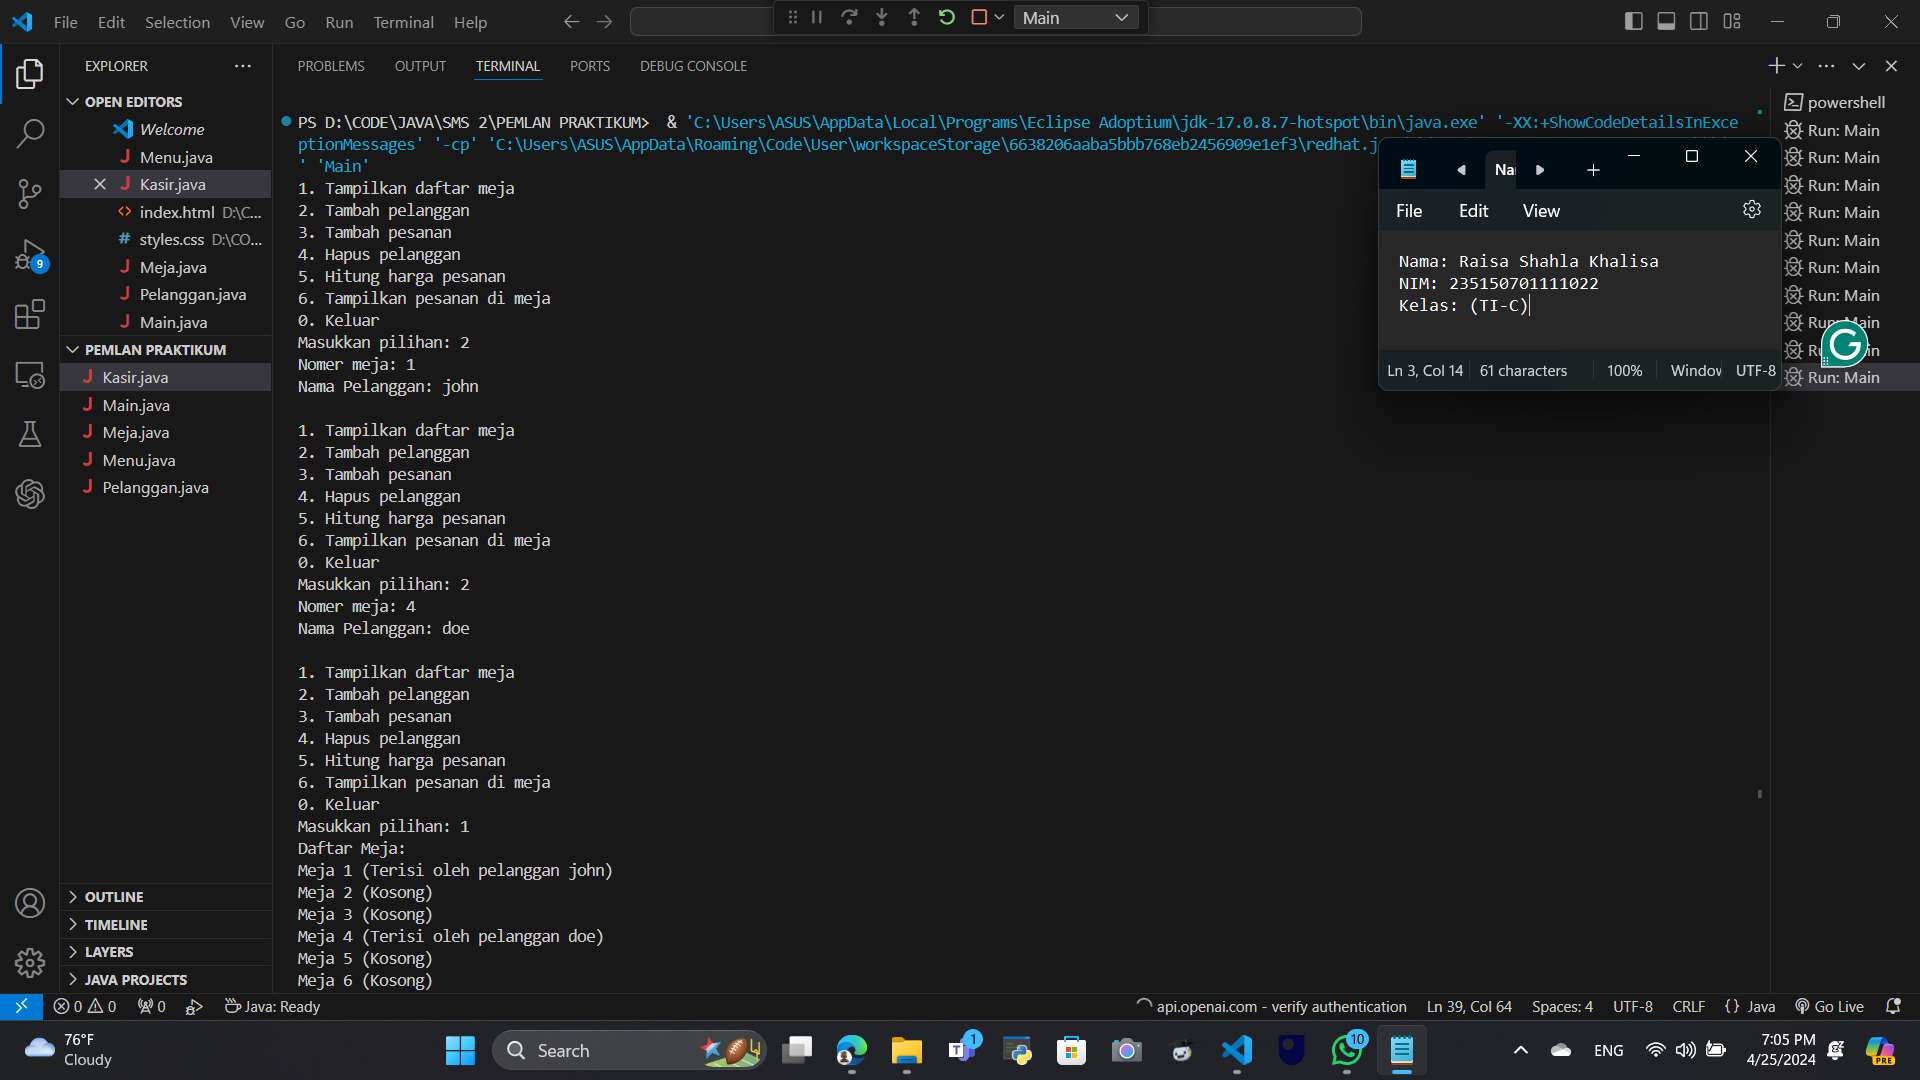 File Edit Selection View Go Run Terminal Help
Main
EXPLORER
OPEN EDITORS
Welcome
Menu.java
Kasir.java
index.html D:\C...
styles.css D:\CO...
Meja.java
Pelanggan.java
Main.java
PEMLAN PRAKTIKUM
Kasir.java
Main.java
Meja.java
Menu.java
Pelanggan.java
OUTLINE
TIMELINE
LAYERS
JAVA PROJECTS
9
PROBLEMS OUTPUT TERMINAL PORTS DEBUG CONSOLE
PS D:\CODE\JAVA\SMS 2\PEMLAN PRAKTIKUM> & 'C:\Users\ASUS\AppData\Local\Programs\Eclipse Adoptium\jdk-17.0.8.7-hotspot\bin\java.exe' '-XX:+ShowCodeDetailsInExce
ptionMessages' '-cp' 'C:\Users\ASUS\AppData\Roaming\Code\User\workspaceStorage\6638206aaba5bbb768eb2456909e1ef3\redhat.j
' 'Main'
1. Tampilkan daftar meja
2. Tambah pelanggan
3. Tambah pesanan
4. Hapus pelanggan
5. Hitung harga pesanan
6. Tampilkan pesanan di meja
0. Keluar
Masukkan pilihan: 2
Nomer meja: 1
Nama Pelanggan: john
1. Tampilkan daftar meja
2. Tambah pelanggan
3. Tambah pesanan
4. Hapus pelanggan
5. Hitung harga pesanan
6. Tampilkan pesanan di meja
0. Keluar
Masukkan pilihan: 2
Nomer meja: 4
Nama Pelanggan: doe
1. Tampilkan daftar meja
2. Tambah pelanggan
3. Tambah pesanan
4. Hapus pelanggan
5. Hitung harga pesanan
6. Tampilkan pesanan di meja
0. Keluar
Masukkan pilihan: 1
Daftar Meja:
Meja 1 (Terisi oleh pelanggan john)
Meja 2 (Kosong)
Meja 3 (Kosong)
Meja 4 (Terisi oleh pelanggan doe)
Meja 5 (Kosong)
Meja 6 (Kosong)
Na
File Edit View
Nama: Raisa Shahla Khalisa
NIM: 235150701111022
Kelas: (TI-C)
Ln 3, Col 14 61 characters 100% Window UTF-8
powershell
Run: Main
Run: Main
Run: Main
Run: Main
Run: Main
Run: Main
Run: Main
Run: Main
Run: Main
Run: Main
G
0 0 0 Java: Ready api.openai.com - verify authentication Ln 39, Col 64 Spaces: 4 UTF-8 CRLF {} Java Go Live
76°F
Cloudy
Search
1
10
ENG
7:05 PM
4/25/2024
PRE